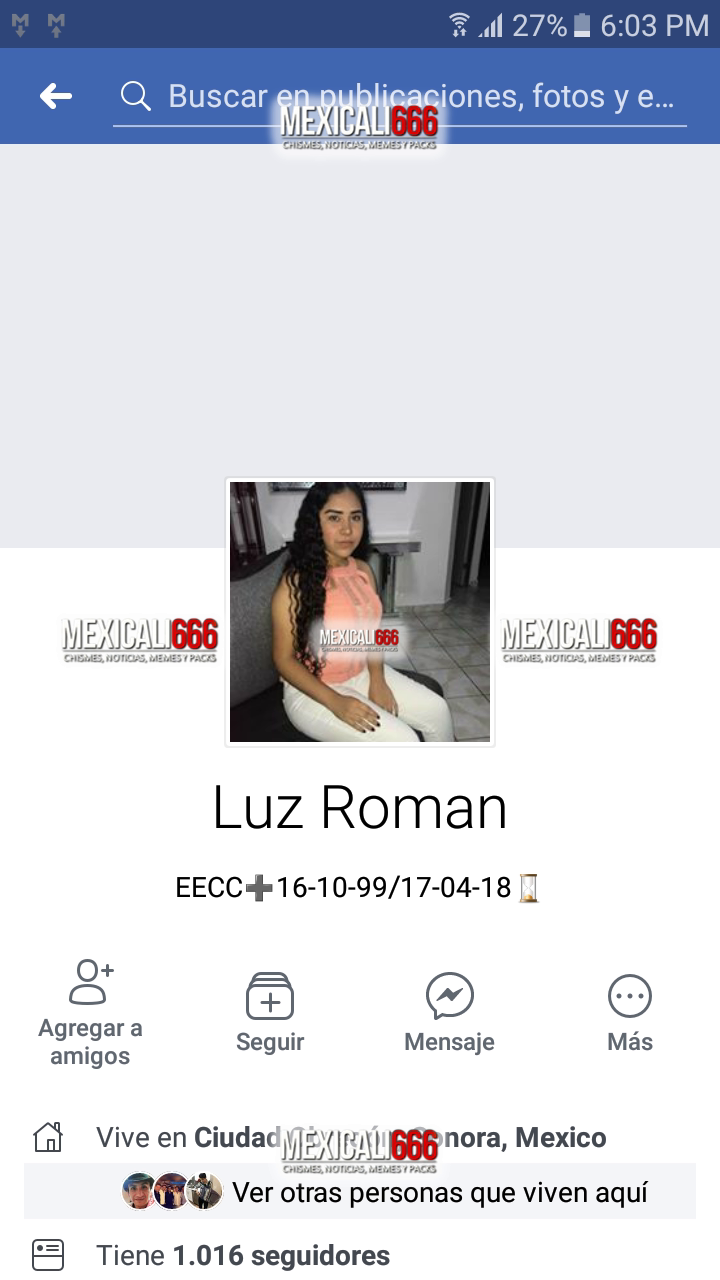 27% 6:03 PM
Buscar en publicaciones, fotos y e...
MEXICALI666
CHISMES, NOTICIAS, MEMES Y PACKS
MEXICALI666
CHISMES, NOTICIAS, MEMES Y PACKS
MEXICALI666
CHISMES, NOTICIAS, MEMES Y PACKS
MEXICALI666
CHISMES, NOTICIAS, MEMES Y PACKS
Luz Roman
EECC➕16-10-99/17-04-18⏳
Agregar a
amigos
Seguir
Mensaje
Más
Vive en Ciudad Sonora, Mexico
MEXICALI666
CHISMES, NOTICIAS, MEMES Y PACKS
Ver otras personas que viven aquí
Tiene 1.016 seguidores